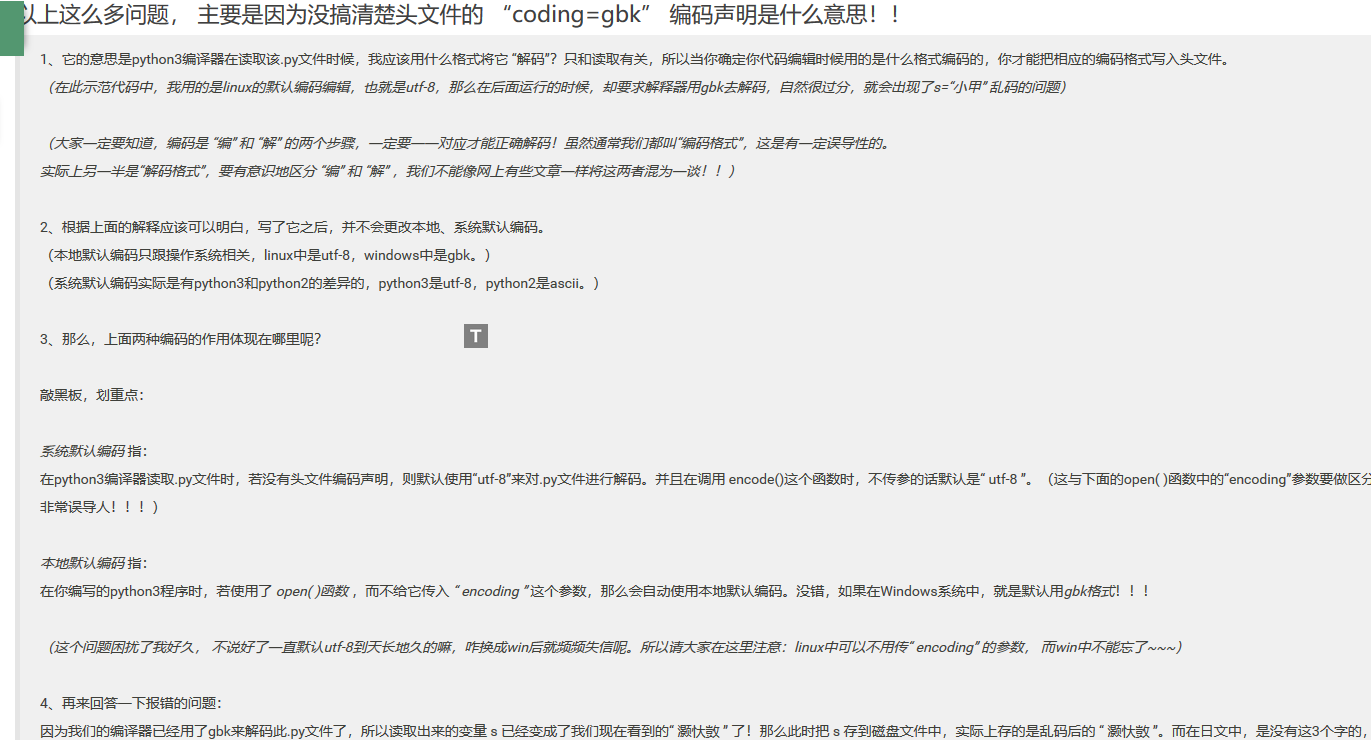 以上这么多问题， 主要是因为没搞清楚头文件的 “coding=gbk” 编码声明是什么意思！！
1、它的意思是python3编译器在读取该.py文件时候，我应该用什么格式将它 “解码”？只和读取有关，所以当你确定你代码编辑时候用的是什么格式编码的，你才能把相应的编码格式写入头文件。
（在此示范代码中，我用的是linux的默认编码编辑，也就是utf-8，那么在后面运行的时候，却要求解释器用gbk去解码，自然很过分，就会出现了s=“小甲” 乱码的问题）
（大家一定要知道，编码是 “编” 和 “解” 的两个步骤，一定要一一对应才能正确解码！虽然通常我们都叫“编码格式”，这是有一定误导性的。
实际上另一半是“解码格式”，要有意识地区分 “编” 和 “解” ，我们不能像网上有些文章一样将这两者混为一谈！！）
2、根据上面的解释应该可以明白，写了它之后，并不会更改本地、系统默认编码。
（本地默认编码只跟操作系统相关，linux中是utf-8，windows中是gbk。）
（系统默认编码实际是有python3和python2的差异的，python3是utf-8，python2是ascii。）
3、那么，上面两种编码的作用体现在哪里呢？
T
敲黑板，划重点：
系统默认编码 指：
在python3编译器读取.py文件时，若没有头文件编码声明，则默认使用“utf-8”来对.py文件进行解码。并且在调用 encode()这个函数时，不传参的话默认是“ utf-8 ”。（这与下面的open( )函数中的“encoding”参数要做区分
非常误导人！！！）
本地默认编码 指：
在你编写的python3程序时，若使用了 open( )函数 ，而不给它传入 “ encoding ” 这个参数，那么会自动使用本地默认编码。没错，如果在Windows系统中，就是默认用gbk格式！！！
（这个问题困扰了我好久， 不说好了一直默认utf-8到天长地久的嘛，咋换成win后就频频失信呢。所以请大家在这里注意：linux中可以不用传“ encoding” 的参数， 而win中不能忘了~~~）
4、再来回答一下报错的问题：
因为我们的编译器已经用了gbk来解码此.py文件了，所以读取出来的变量 s 已经变成了我们现在看到的“ 灏忕敳 ” 了！那么此时把 s 存到磁盘文件中，实际上存的是乱码后的 “ 灏忕敳 ”。而在日文中，是没有这3个字的，